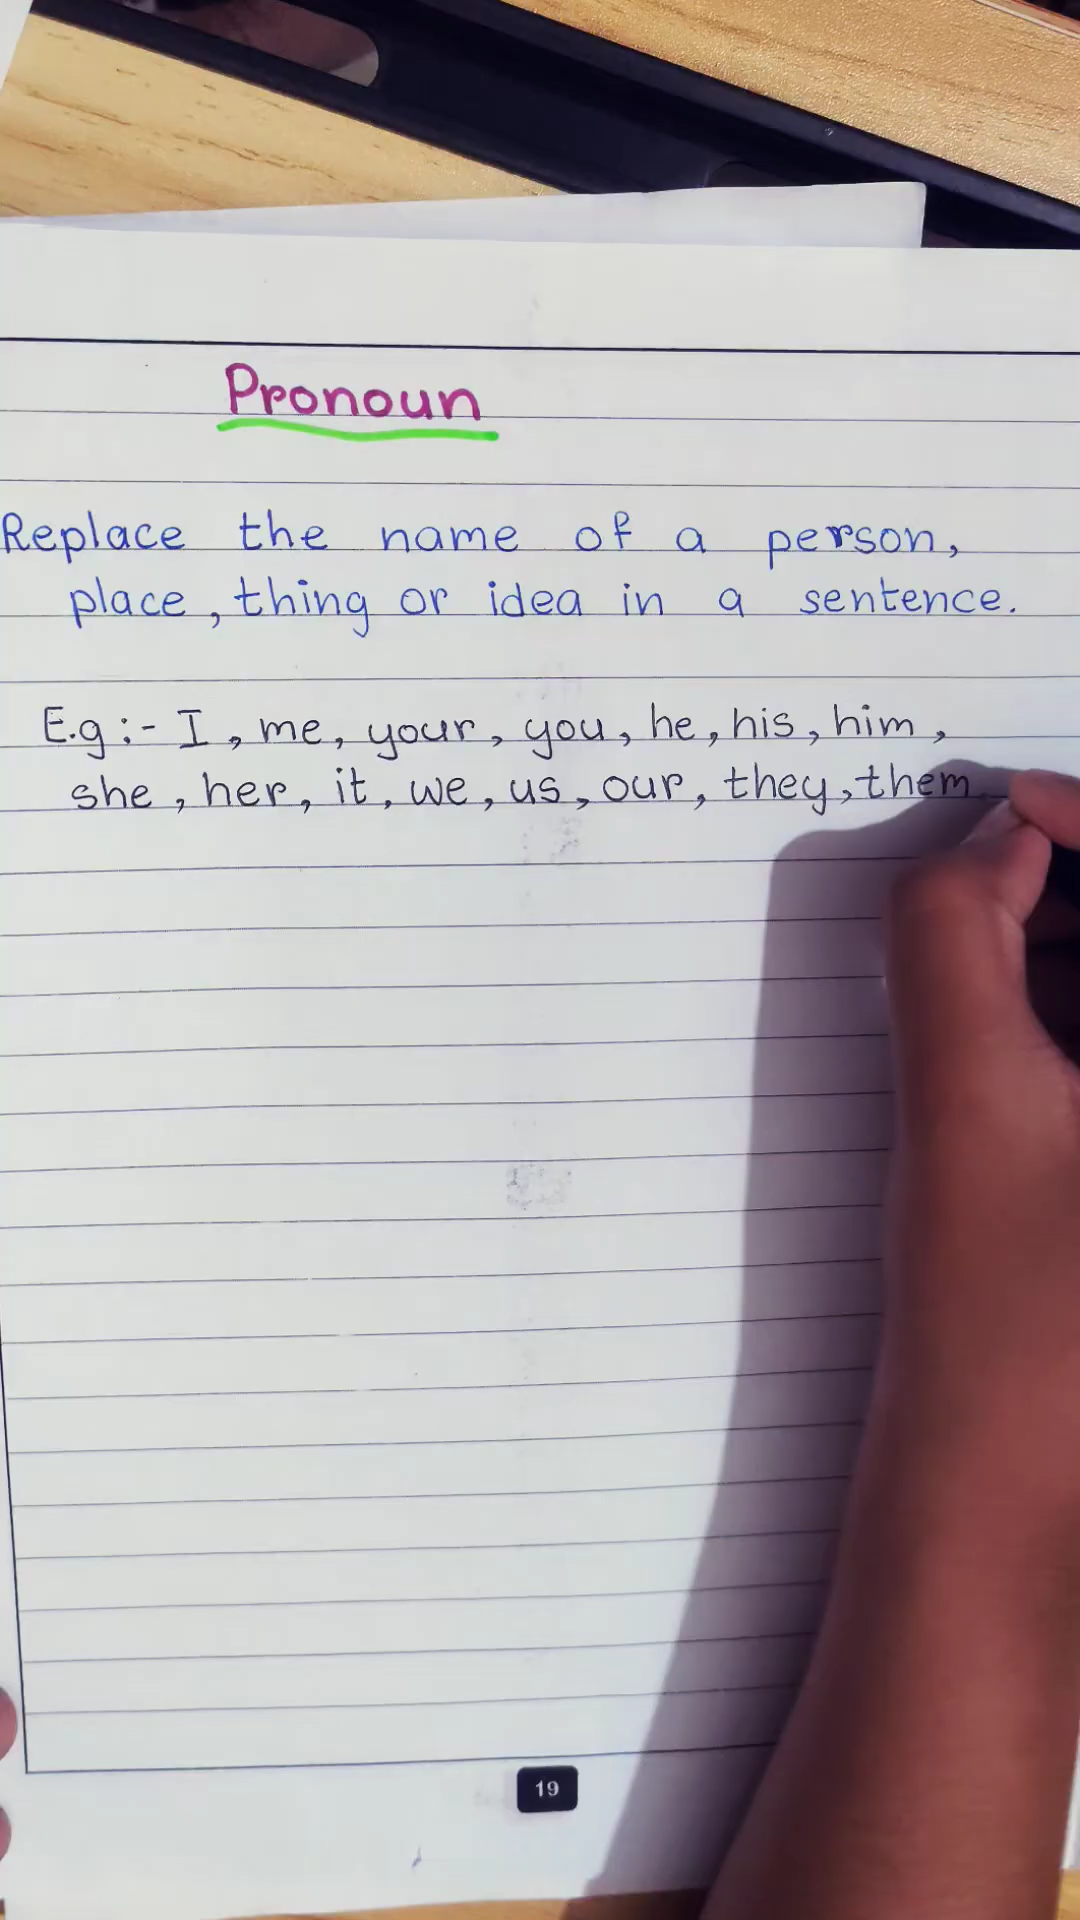 Pronoun
Replace the name of a person,
place, thing or idea in a sentence.
E.g :- I, me, your, you, he, his, him,
she, her, it, we, us, our, they, them
19